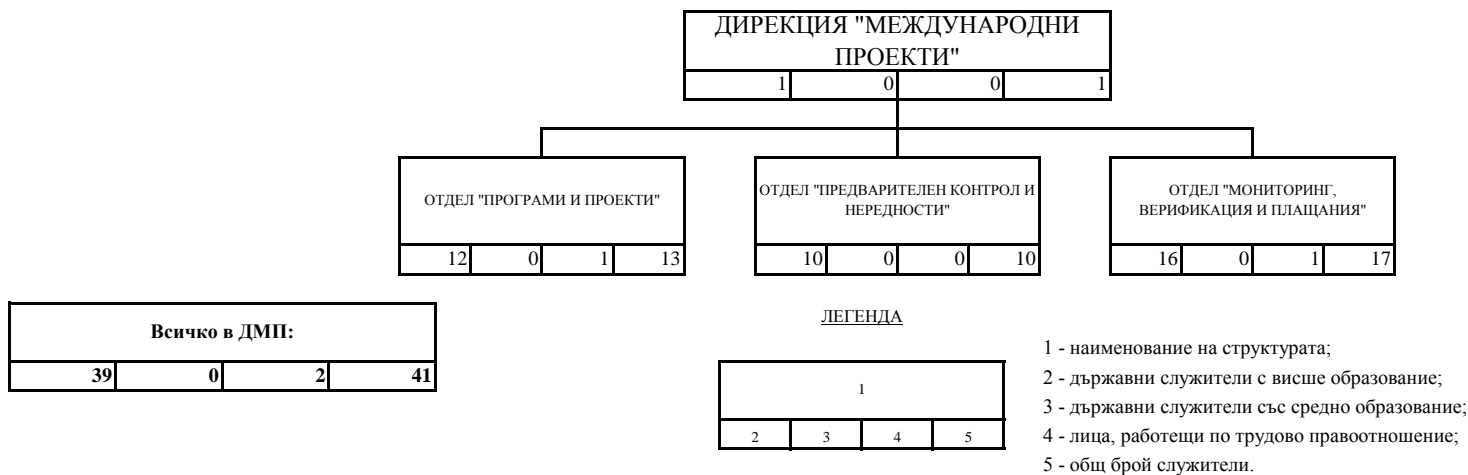 ДИРЕКЦИЯ "МЕЖДУНАРОДНИ
ПРОЕКТИ"
1 0 0 1
ОТДЕЛ "ПРОГРАМИ И ПРОЕКТИ"
12 0 1 13
ОТДЕЛ "ПРЕДВАРИТЕЛЕН КОНТРОЛ И
НЕРЕДНОСТИ"
10 0 0 10
ОТДЕЛ "МОНИТОРИНГ,
ВЕРИФИКАЦИЯ И ПЛАЩАНИЯ"
16 0 1 17
Всичко в ДМП:
39 0 2 41
ЛЕГЕНДА
1
2 3 4 5
1 - наименование на структурата;
2 - държавни служители с висше образование;
3 - държавни служители със средно образование;
4 - лица, работещи по трудово правоотношение;
5 - общ брой служители.